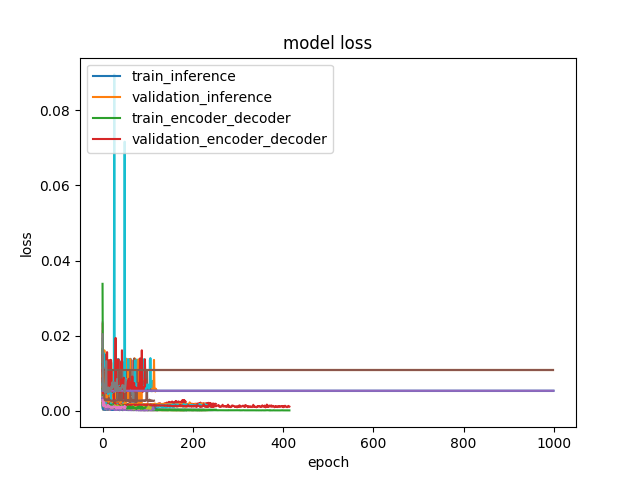 model loss
train_inference
validation_inference
train_encoder_decoder
validation_encoder_decoder
loss
0.08
0.06
0.04
0.02
0.00
0 200 400 600 800 1000
epoch